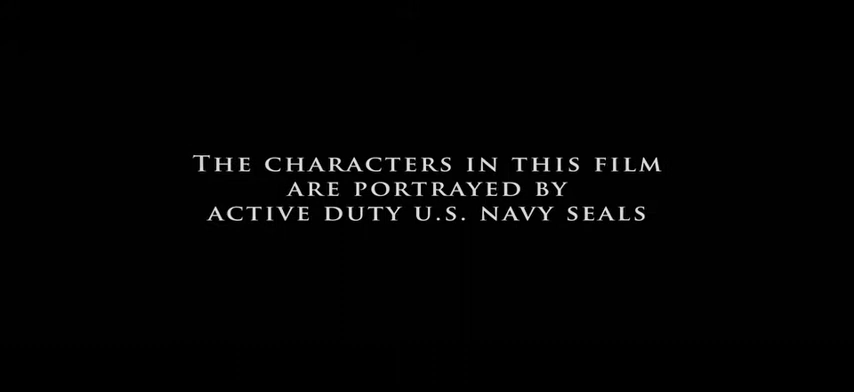 THE CHARACTERS IN THIS FILM
ARE PORTRAYED BY
ACTIVE DUTY U.S. NAVY SEALS